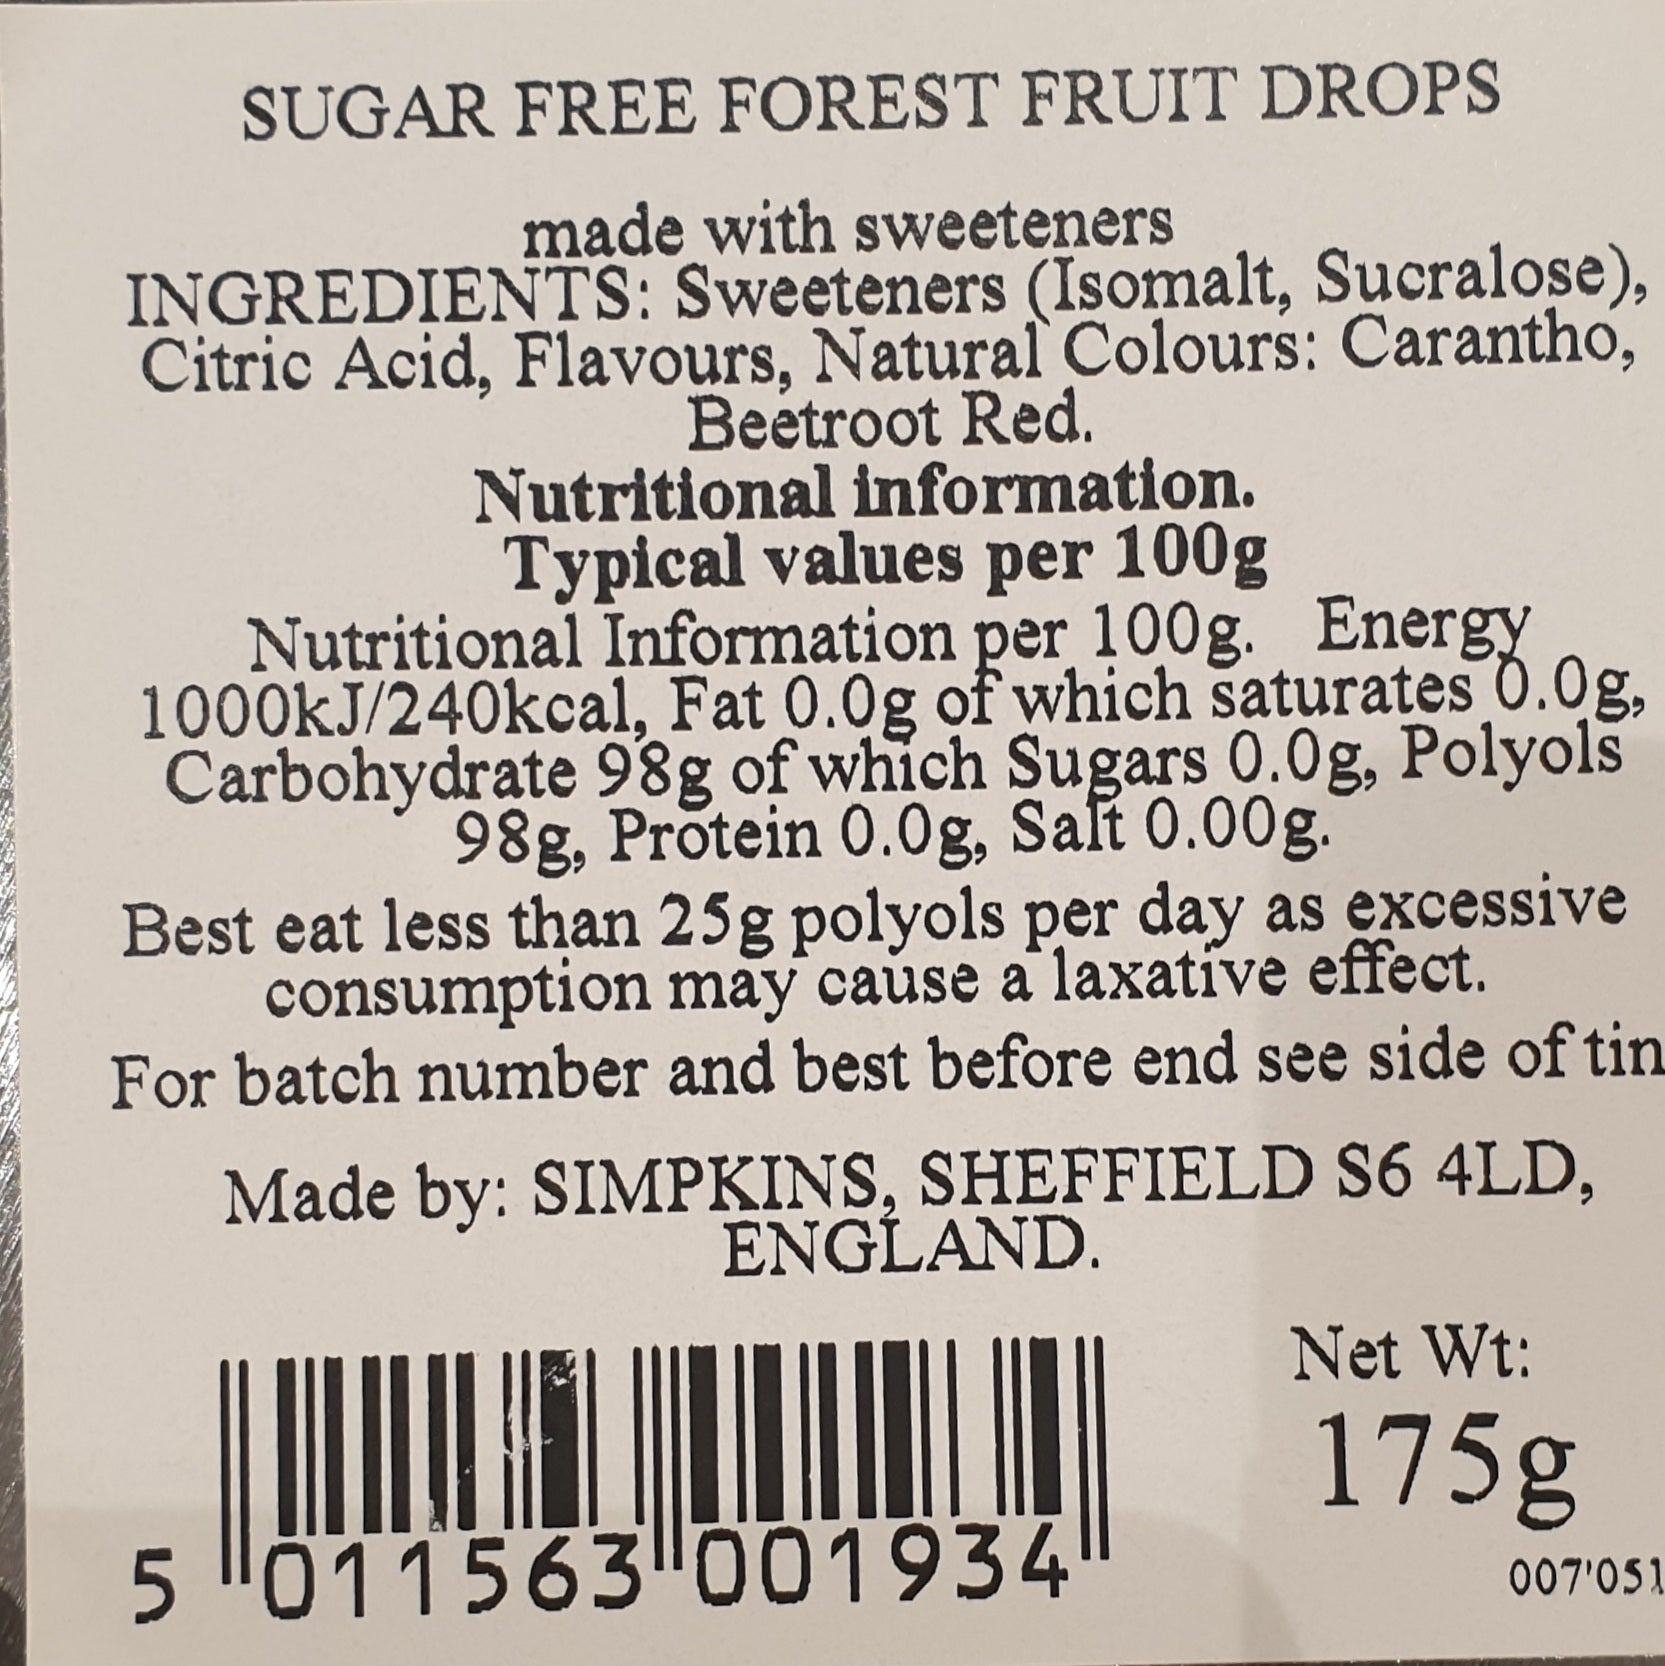 SUGAR FREE FOREST FRUIT DROPS
made with sweeteners
INGREDIENTS: Sweeteners (Isomalt, Sucralose),
Citric Acid, Flavours, Natural Colours: Carantho,
Beetroot Red.
Nutritional information.
Typical values per 100g
Nutritional Information per 100g. Energy
1000kJ/240kcal, Fat 0.0g of which saturates 0.0g,
Carbohydrate 98g of which Sugars 0.0g, Polyols
98g, Protein 0.0g, Salt 0.00g.
Best eat less than 25g polyols per day as excessive
consumption may cause a laxative effect.
For batch number and best before end see side of tin
Made by: SIMPKINS, SHEFFIELD S6 4LD,
ENGLAND.
Net Wt:
175g
5 011563 001934
007'051